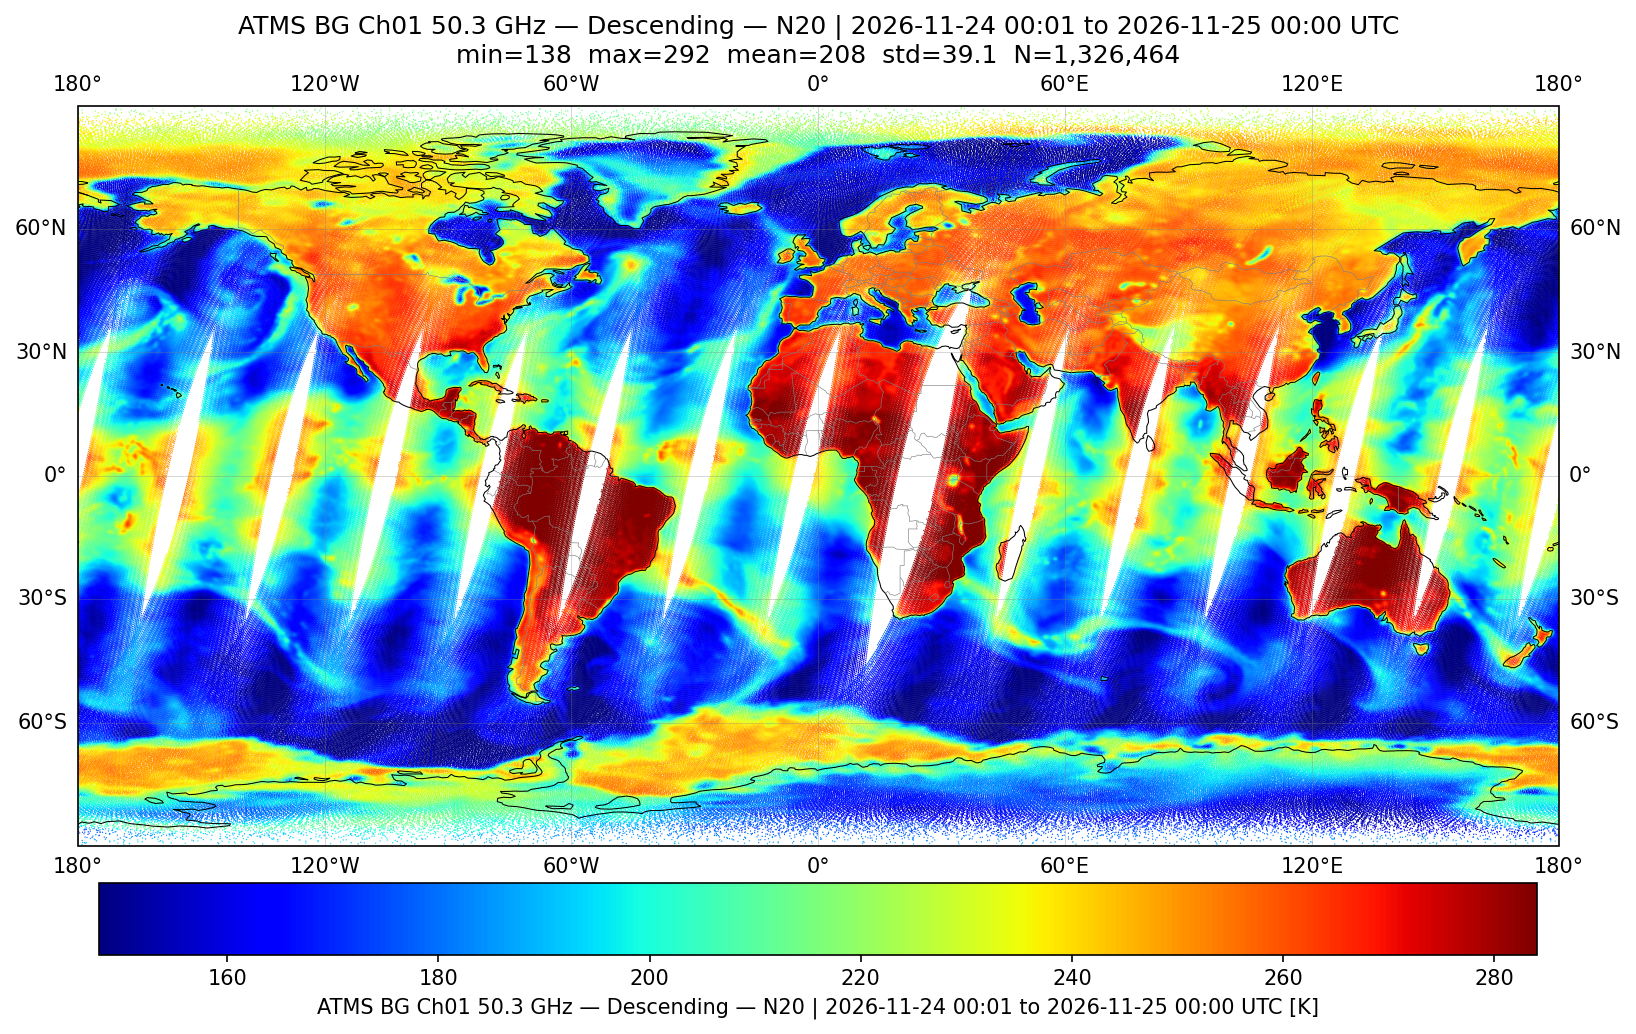 ATMS BG Ch01 50.3 GHz — Descending — N20 | 2026-11-24 00:01 to 2026-11-25 00:00 UTC
min=138 max=292 mean=208 std=39.1 N=1,326,464
180° 120°W 60°W 0° 60°E 120°E 180°
60°N 60°N
30°N 30°N
0° 0°
30°S 30°S
60°S 60°S
180° 120°W 60°W 0° 60°E 120°E 180°
160 180 200 220 240 260 280
ATMS BG Ch01 50.3 GHz — Descending — N20 | 2026-11-24 00:01 to 2026-11-25 00:00 UTC [K]